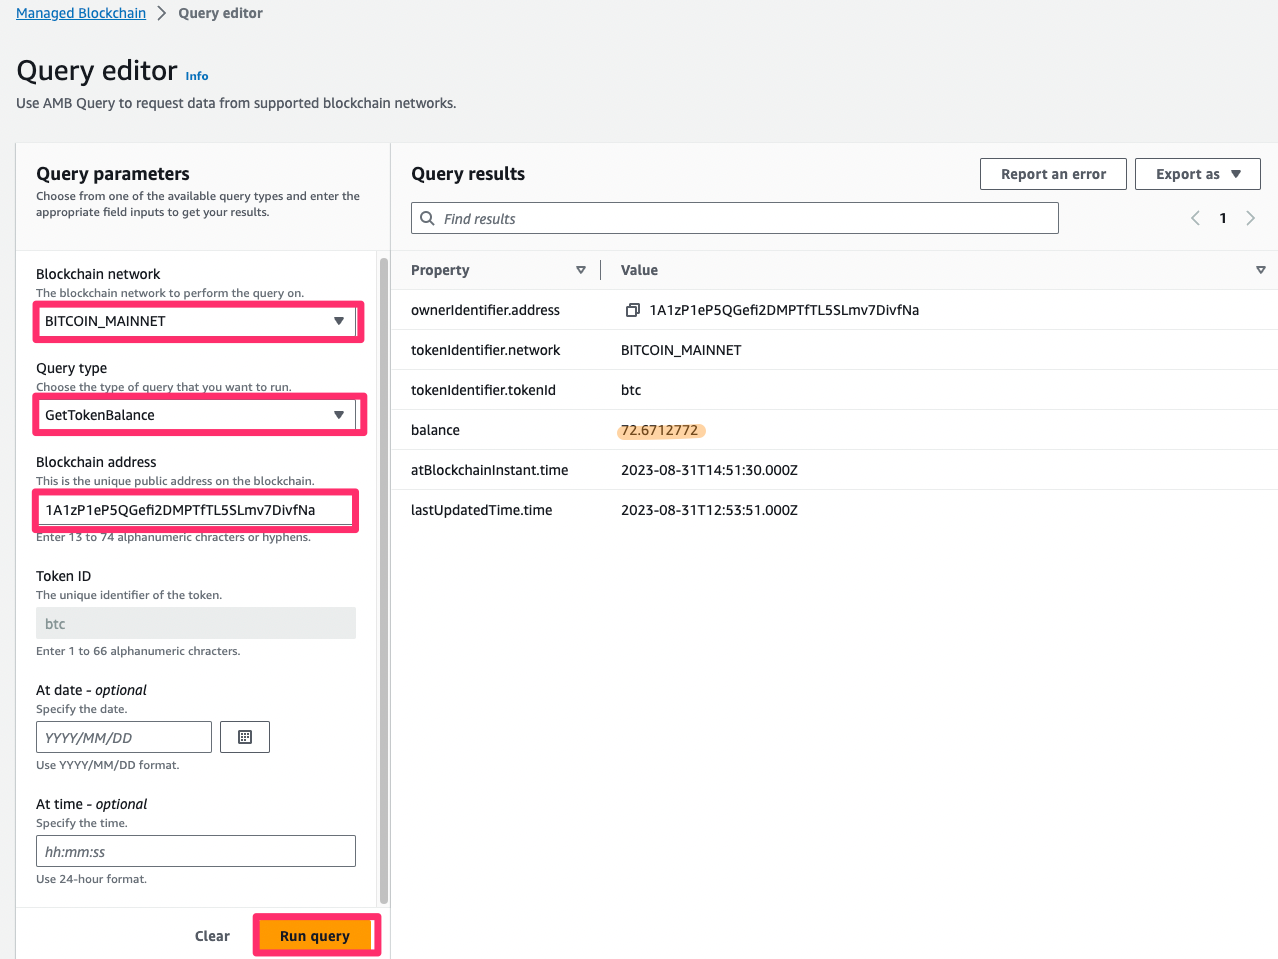 Managed Blockchain > Query editor
Query editor Info
Use AMB Query to request data from supported blockchain networks.
Query parameters
Choose from one of the available query types and enter the
appropriate field inputs to get your results.
Blockchain network
The blockchain network to perform the query on.
BITCOIN_MAINNET
Query type
Choose the type of query that you want to run.
GetTokenBalance
Blockchain address
This is the unique public address on the blockchain.
1A1zP1eP5QGefi2DMPTfTL5SLmv7DivfNa
Enter 13 to 74 alphanumeric chracters or hyphens.
Token ID
The unique identifier of the token.
btc
Enter 1 to 66 alphanumeric chracters.
At date - optional
Specify the date.
YYYY/MM/DD
Use YYYY/MM/DD format.
At time - optional
Specify the time.
hh:mm:ss
Use 24-hour format.
Clear Run query
Query results
Report an error Export as
Find results
1
Property Value
ownerIdentifier.address 1A1zP1eP5QGefi2DMPTfTL5SLmv7DivfNa
tokenIdentifier.network BITCOIN_MAINNET
tokenIdentifier.tokenId btc
balance 72.6712772
atBlockchainInstant.time 2023-08-31T14:51:30.000Z
lastUpdatedTime.time 2023-08-31T12:53:51.000Z